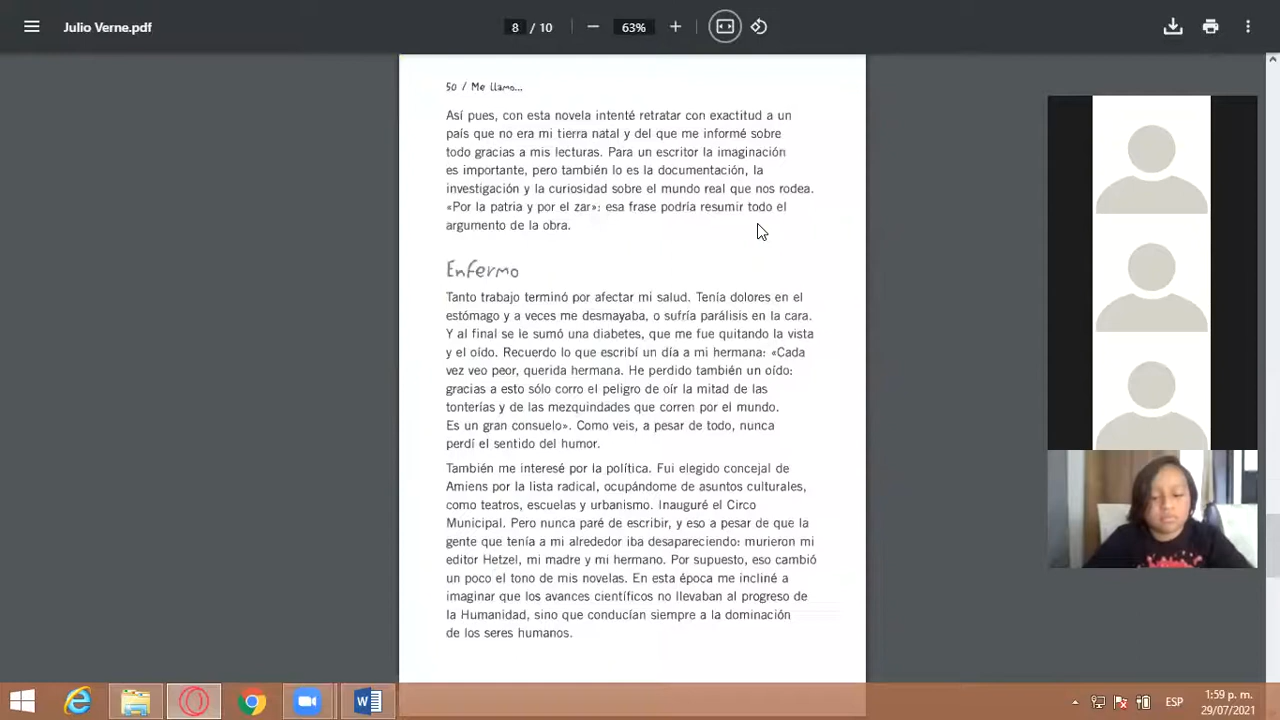 Julio Verne.pdf
8 / 10
63%
50 / Me llamo...
Así pues, con esta novela intenté retratar con exactitud a un
país que no era mi tierra natal y del que me informé sobre
todo gracias a mis lecturas. Para un escritor la imaginación
es importante, pero también lo es la documentación, la
investigación y la curiosidad sobre el mundo real que nos rodea.
«Por la patria y por el zar»: esa frase podría resumir todo el
argumento de la obra.
Enfermo
Tanto trabajo terminó por afectar mi salud. Tenía dolores en el
estómago y a veces me desmayaba, o sufría parálisis en la cara.
Y al final se le sumó una diabetes, que me fue quitando la vista
y el oído. Recuerdo lo que escribí un día a mi hermana: «Cada
vez veo peor, querida hermana. He perdido también un oído:
gracias a esto sólo corro el peligro de oír la mitad de las
tonterías y de las mezquindades que corren por el mundo.
Es un gran consuelo». Como veis, a pesar de todo, nunca
perdí el sentido del humor.
También me interesé por la política. Fui elegido concejal de
Amiens por la lista radical, ocupándome de asuntos culturales,
como teatros, escuelas y urbanismo. Inauguré el Circo
Municipal. Pero nunca paré de escribir, y eso a pesar de que la
gente que tenía a mi alrededor iba desapareciendo: murieron mi
editor Hetzel, mi madre y mi hermano. Por supuesto, eso cambió
un poco el tono de mis novelas. En esta época me incliné a
imaginar que los avances científicos no llevaban al progreso de
la Humanidad, sino que conducían siempre a la dominación
de los seres humanos.
ESP
1:59 p. m.
29/07/2021